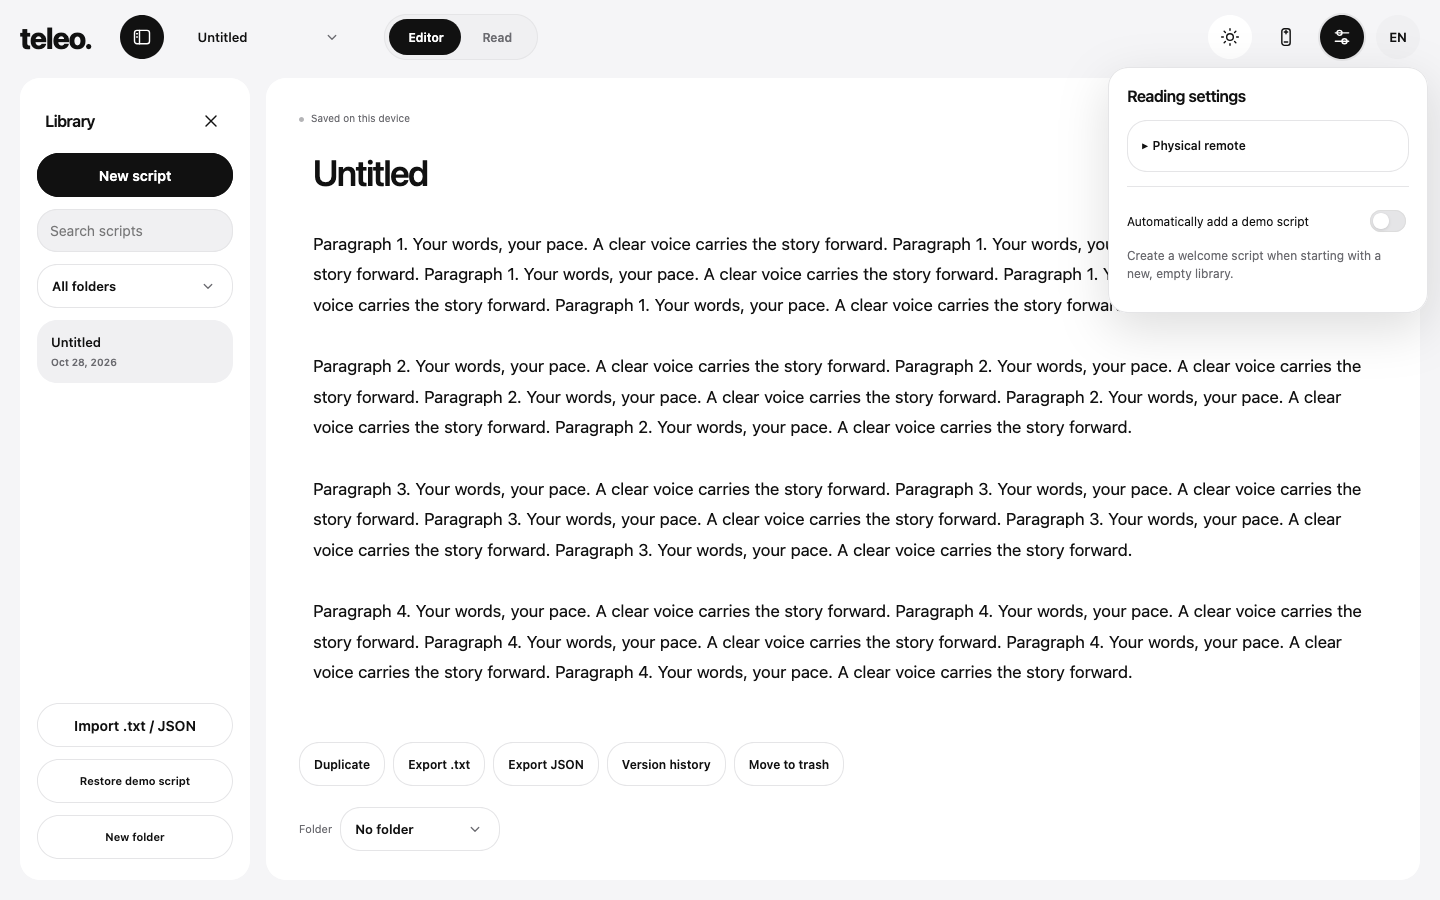 teleo.
Untitled
Editor
Read
EN
Library
New script
Search scripts
All folders
Untitled
Oct 28, 2026
Import .txt / JSON
Restore demo script
New folder
Saved on this device
Untitled
Paragraph 1. Your words, your pace. A clear voice carries the story forward. Paragraph 1. Your words,
story forward. Paragraph 1. Your words, your pace. A clear voice carries the story forward. Paragraph 1.
voice carries the story forward. Paragraph 1. Your words, your pace. A clear voice carries the story
Paragraph 2. Your words, your pace. A clear voice carries the story forward. Paragraph 2. Your words, your pace. A clear voice carries the
story forward. Paragraph 2. Your words, your pace. A clear voice carries the story forward. Paragraph 2. Your words, your pace. A clear
voice carries the story forward. Paragraph 2. Your words, your pace. A clear voice carries the story forward.
Paragraph 3. Your words, your pace. A clear voice carries the story forward. Paragraph 3. Your words, your pace. A clear voice carries the
story forward. Paragraph 3. Your words, your pace. A clear voice carries the story forward. Paragraph 3. Your words, your pace. A clear
voice carries the story forward. Paragraph 3. Your words, your pace. A clear voice carries the story forward.
Paragraph 4. Your words, your pace. A clear voice carries the story forward. Paragraph 4. Your words, your pace. A clear voice carries the
story forward. Paragraph 4. Your words, your pace. A clear voice carries the story forward. Paragraph 4. Your words, your pace. A clear
voice carries the story forward. Paragraph 4. Your words, your pace. A clear voice carries the story forward.
Duplicate
Export .txt
Export JSON
Version history
Move to trash
Folder
No folder
Reading settings
Physical remote
Automatically add a demo script
Create a welcome script when starting with a
new, empty library.